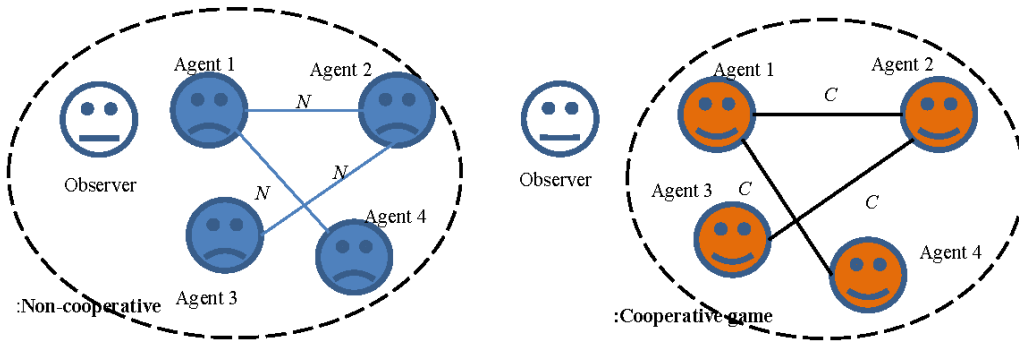 Agent 1
Agent 2
N
Observer
N
N
Agent 4
Agent 3
:Non-cooperative
Agent 1
Agent 2
C
Observer
Agent 3
C
C
Agent 4
:Cooperative game